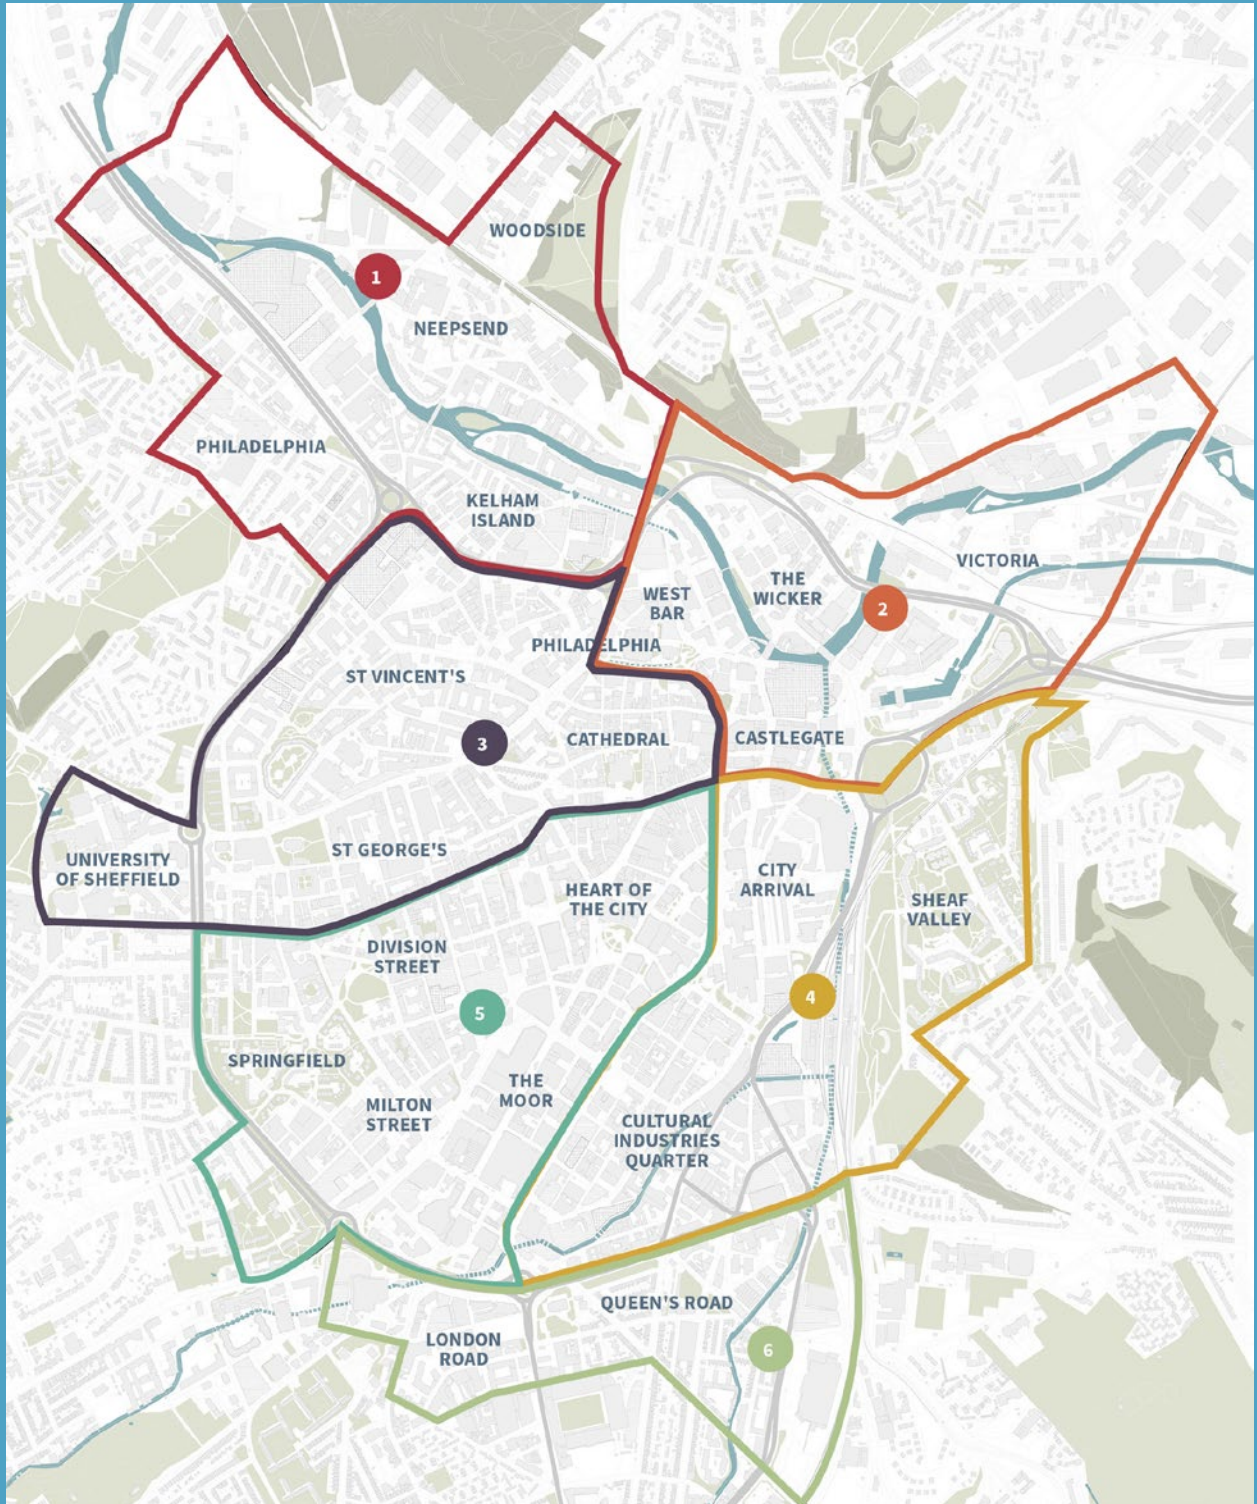 WOODSIDE
1
NEEPSEND
PHILADELPHIA
KELHAM
ISLAND
VICTORIA
THE
WICKER
WEST
BAR
2
PHILADELPHIA
ST VINCENT'S
3
CATHEDRAL
CASTLEGATE
ST GEORGE'S
UNIVERSITY
OF SHEFFIELD
HEART OF
THE CITY
CITY
ARRIVAL
SHEAF
VALLEY
DIVISION
STREET
4
5
SPRINGFIELD
THE
MOOR
MILTON
STREET
CULTURAL
INDUSTRIES
QUARTER
QUEEN'S ROAD
LONDON
ROAD
6